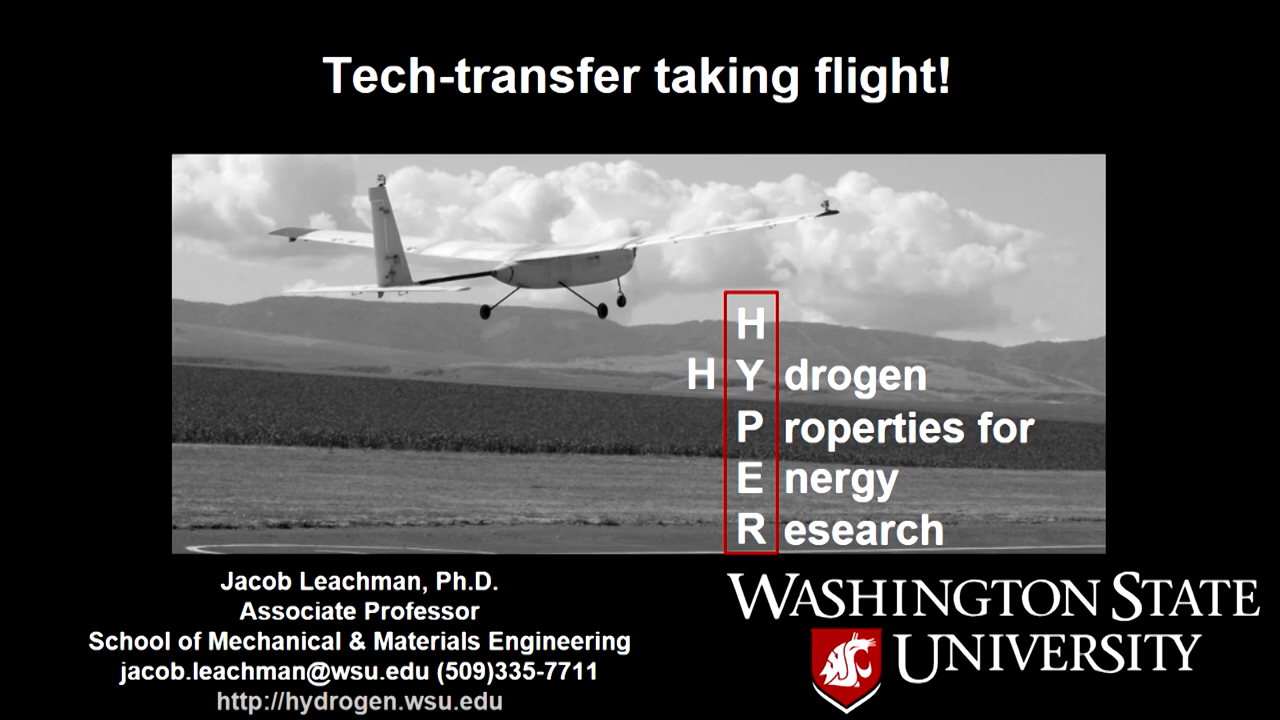 Tech-transfer taking flight!
H
H Y drogen
P roperties for
E nergy
R esearch
Jacob Leachman, Ph.D.
Associate Professor
School of Mechanical & Materials Engineering
jacob.leachman@wsu.edu (509)335-7711
http://hydrogen.wsu.edu
WASHINGTON STATE
UNIVERSITY